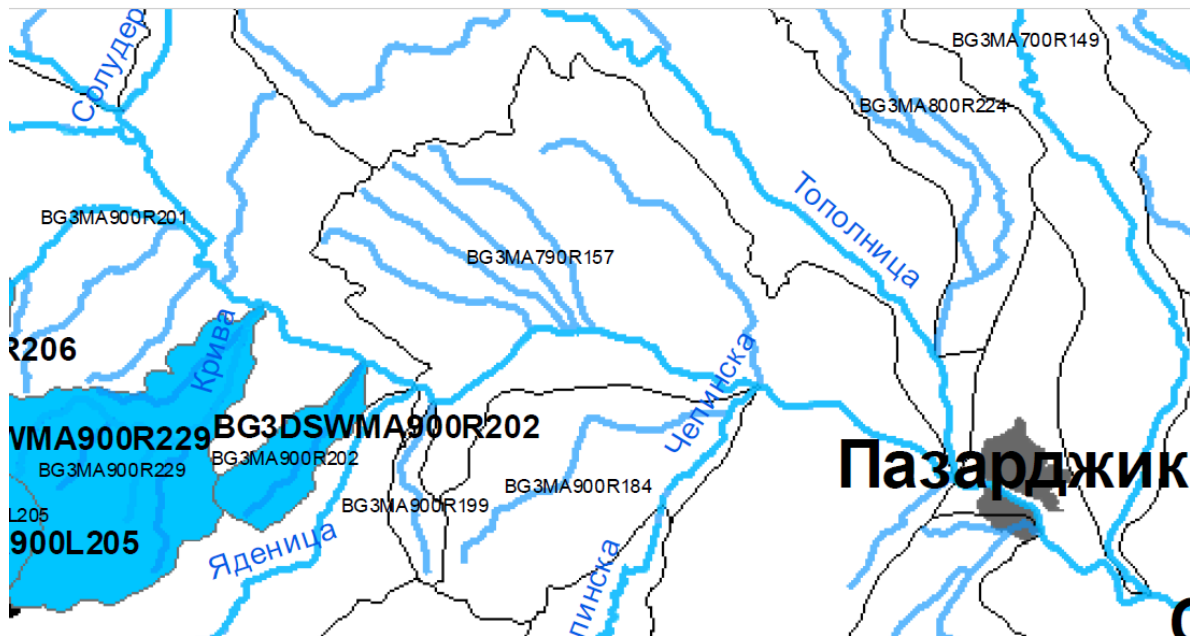 Солудер
BG3MA700R149
BG3MA800R224
BG3MA900R201
Тополница
BG3MA790R157
R206
Крива
Чепинска
WMA900R229
BG3DSWMA900R202
BG3MA900R229
BG3MA900R202
Пазарджик
BG3MA900R184
BG3MA900R199
L205
900L205
Яденица
пинска